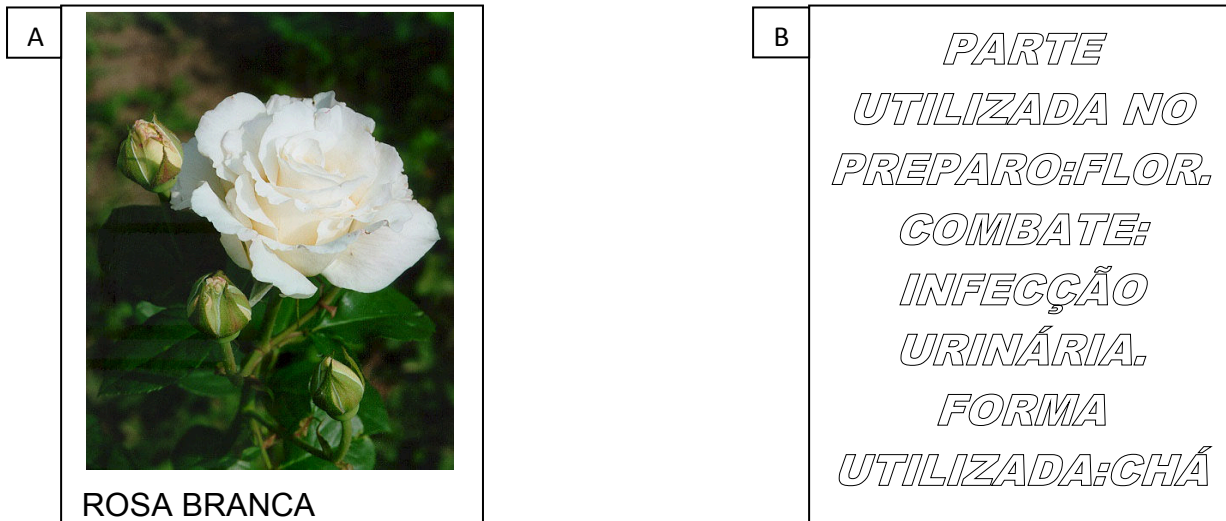 A
ROSA BRANCA
B
PARTE
UTILIZADA NO
PREPARO:FLOR.
COMBATE:
INFECÇÃO
URINÁRIA.
FORMA
UTILIZADA:CHÁ